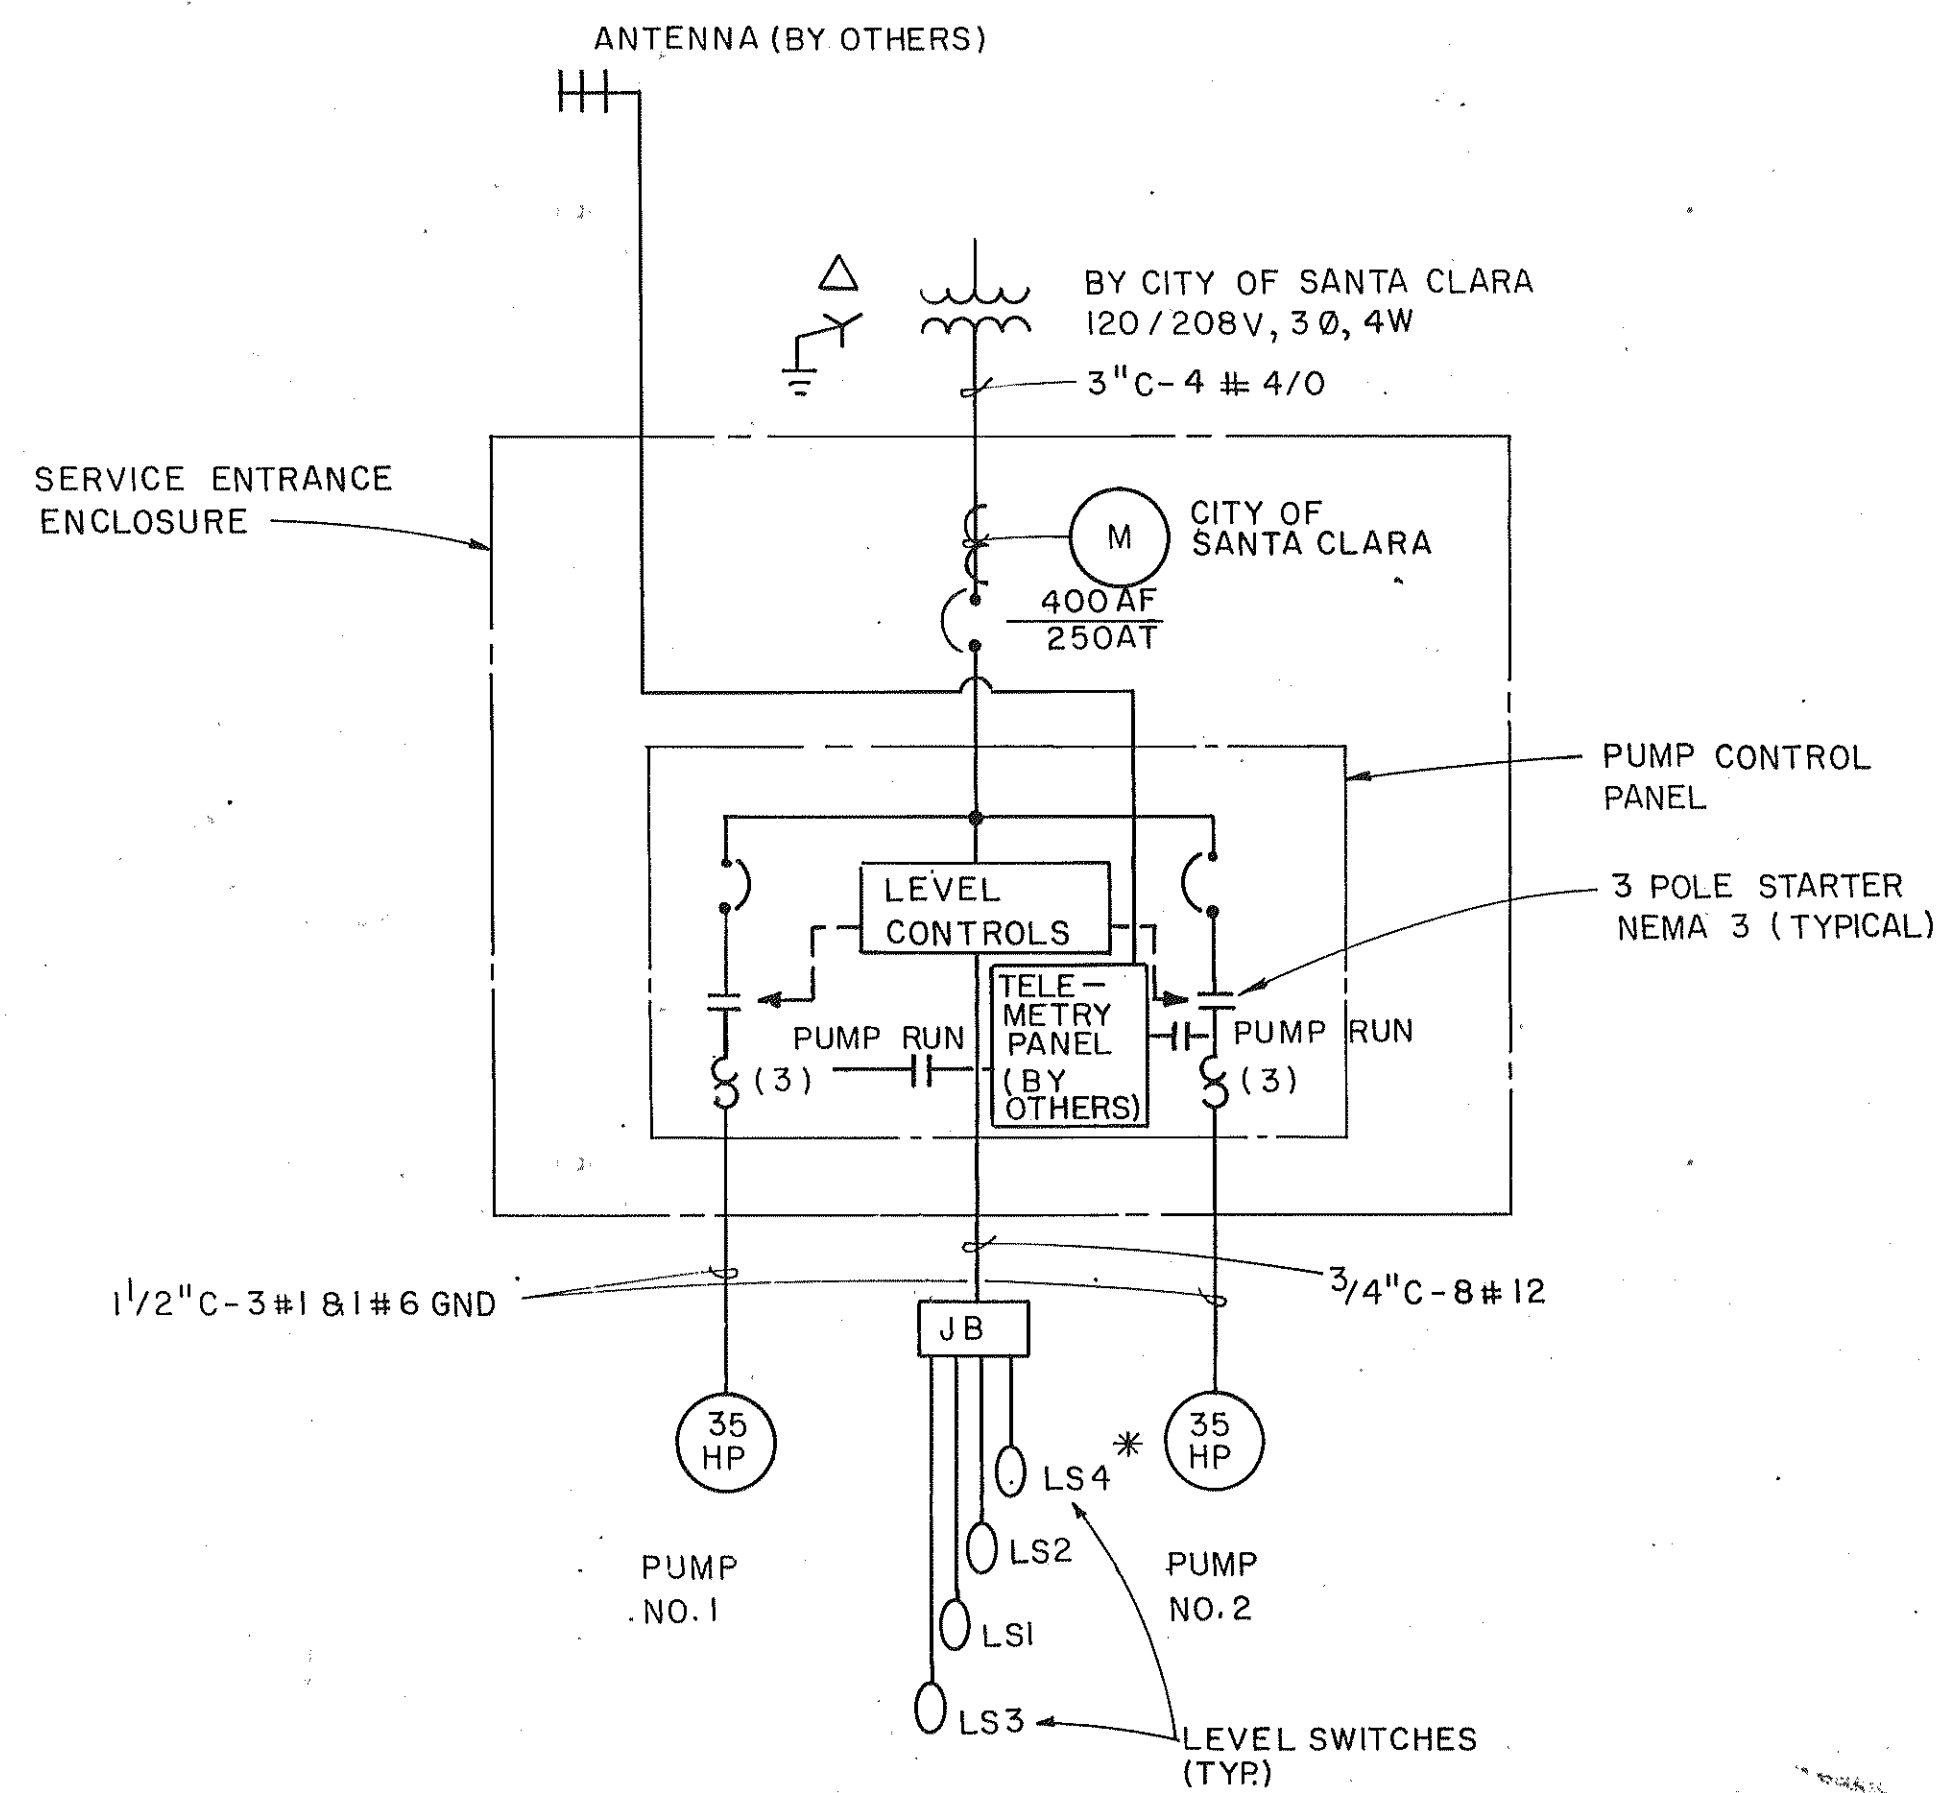 ANTENNA (BY OTHERS)
BY CITY OF SANTA CLARA
120/208V, 3Ø, 4W
3"C-4 # 4/0
SERVICE ENTRANCE
ENCLOSURE
M
CITY OF
SANTA CLARA
400 AF
250AT
PUMP CONTROL
PANEL
LEVEL
CONTROLS
3 POLE STARTER
NEMA 3 (TYPICAL)
TELE-
METRY
PANEL
(BY
OTHERS)
PUMP RUN
PUMP RUN
(3)
(3)
1 1/2"C-3#1 & 1#6 GND
3/4"C-8#12
JB
35
HP
35
HP
LS4 *
LS2
LS1
LS3
PUMP
NO. 1
PUMP
NO. 2
LEVEL SWITCHES
(TYP.)